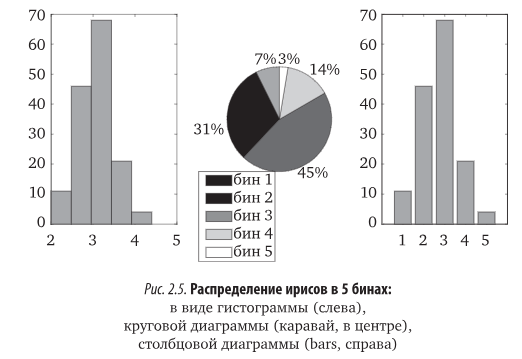 70
60
50
40
30
20
10
0
2 3 4 5
7% 3%
14%
31%
45%
бин 1
бин 2
бин 3
бин 4
бин 5
70
60
50
40
30
20
10
0
1 2 3 4 5
Рис. 2.5. Распределение ирисов в 5 бинах:
в виде гистограммы (слева),
круговой диаграммы (каравай, в центре),
столбцовой диаграммы (bars, справа)